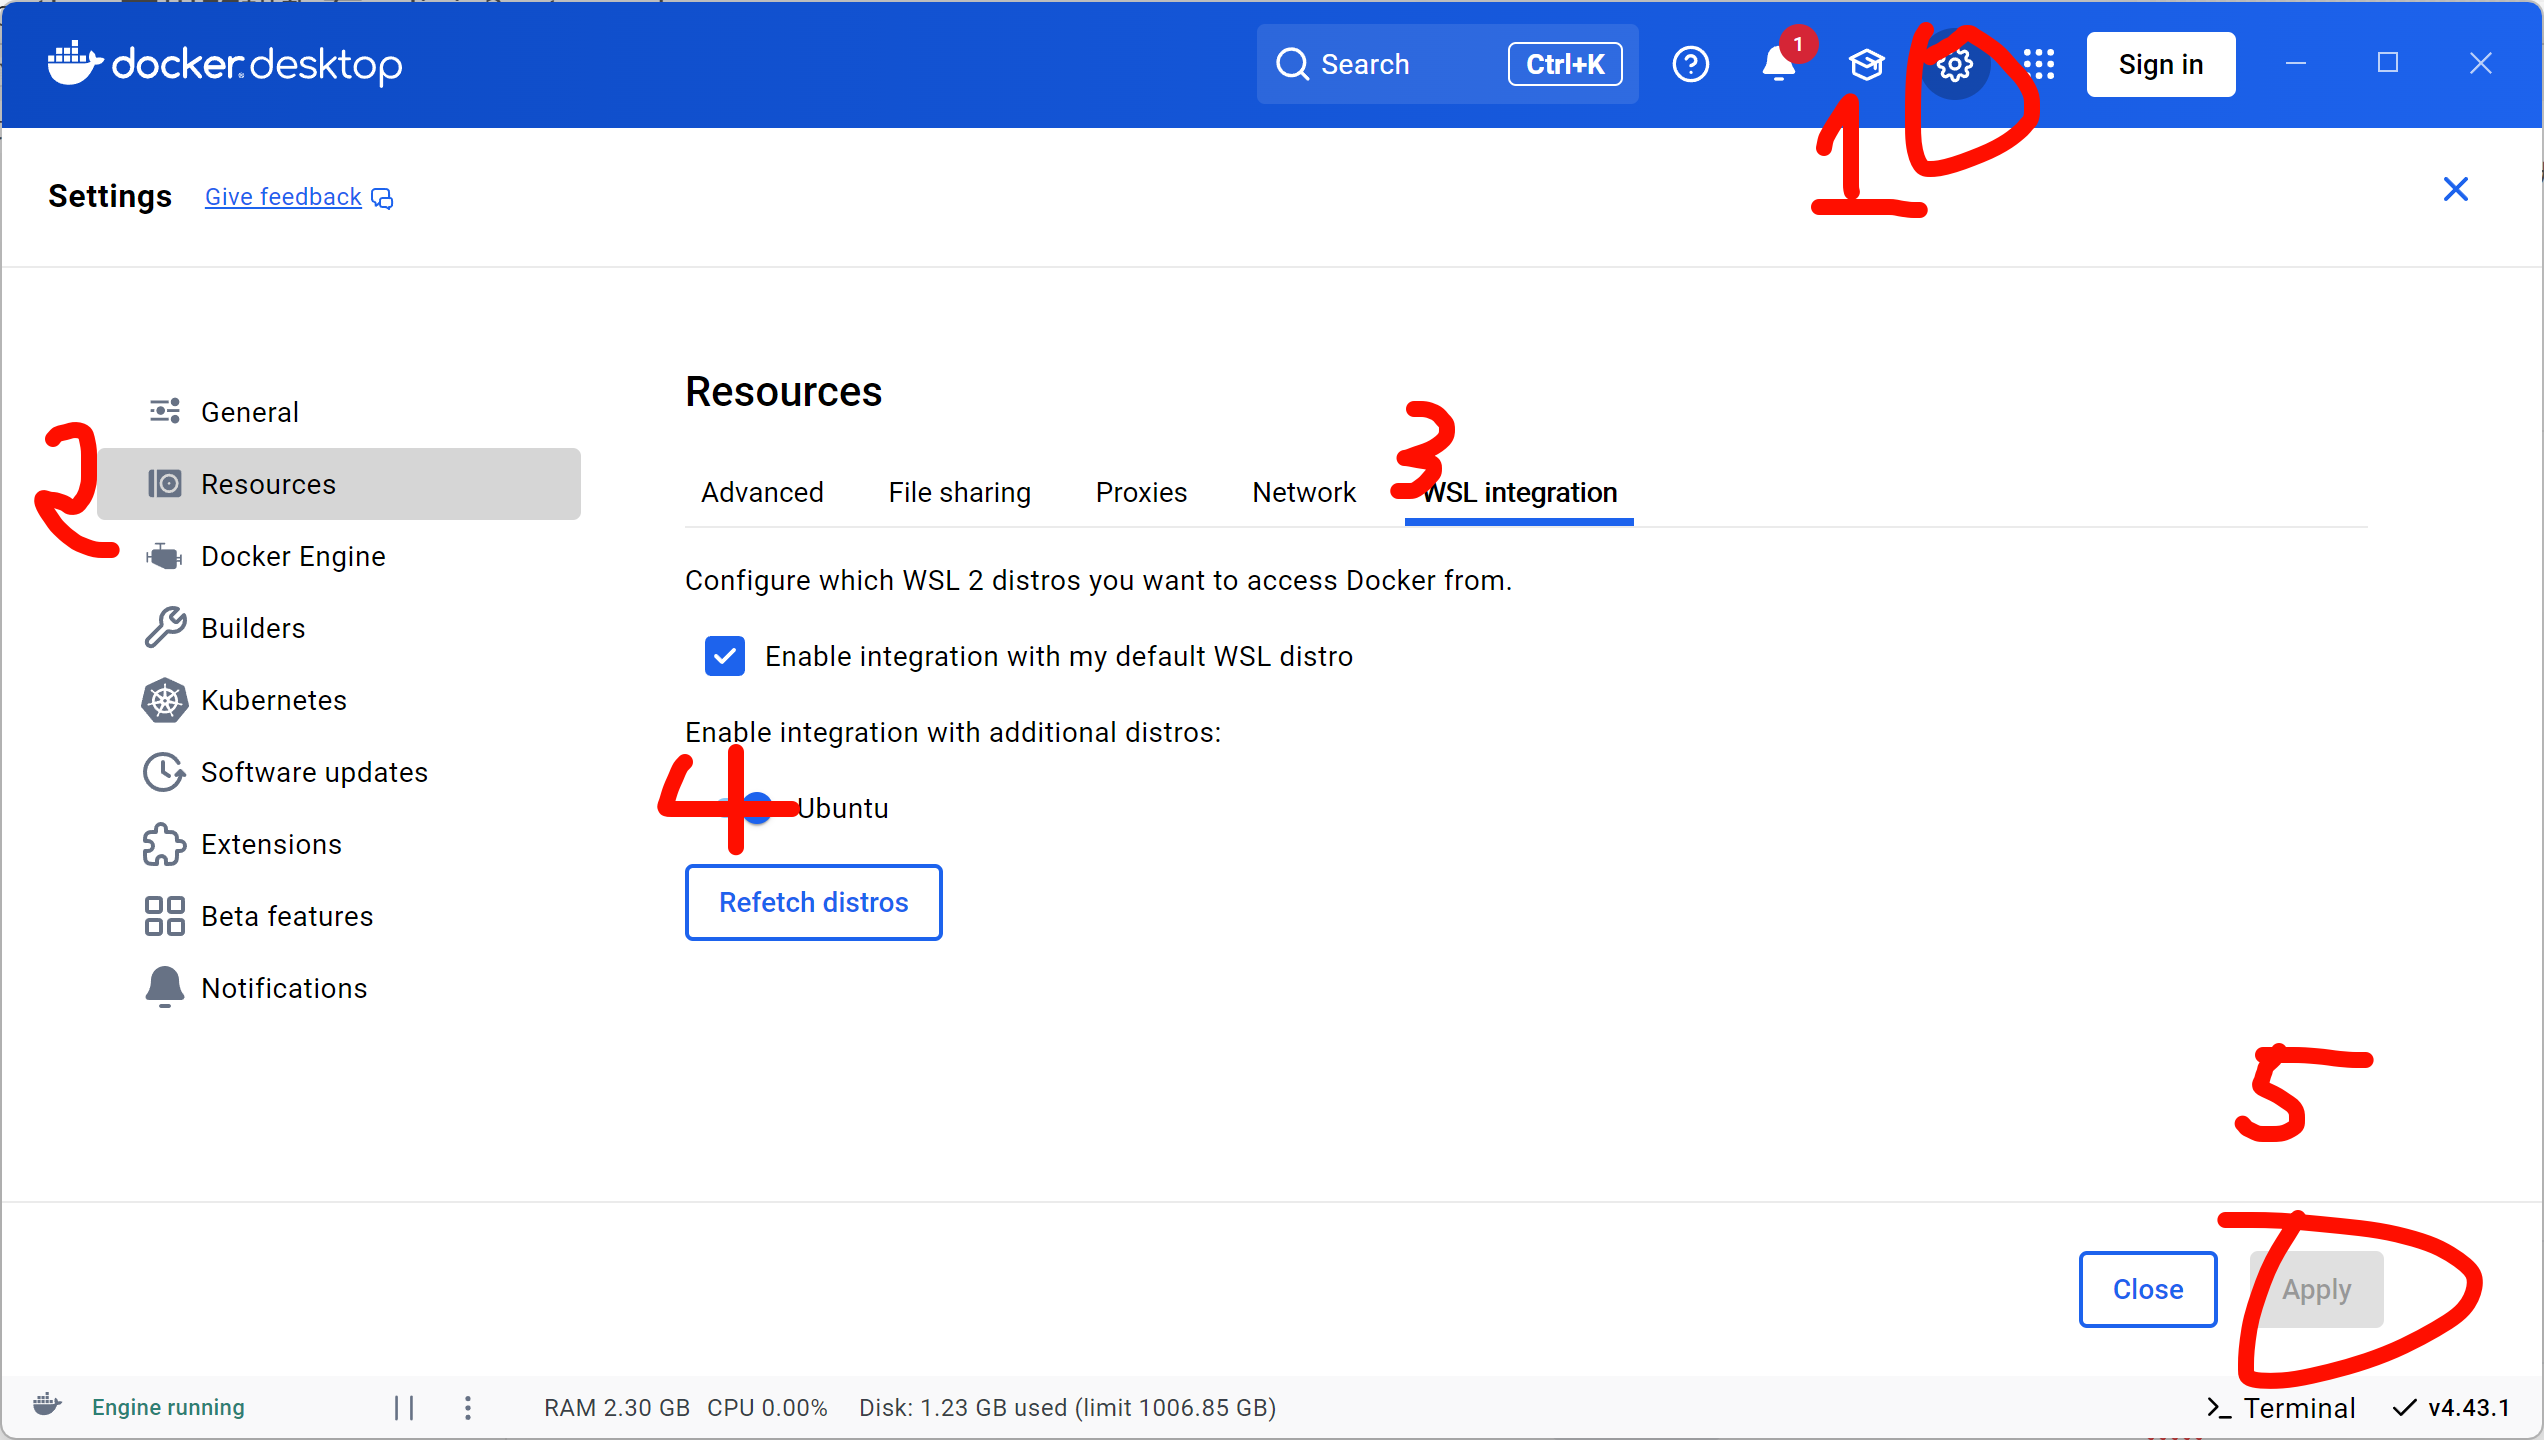 docker desktop
Search Ctrl+K
1
Sign in
1
Settings Give feedback
2
General
Resources
Docker Engine
Builders
Kubernetes
Software updates
Extensions
Beta features
Notifications
Resources
3
Advanced File sharing Proxies Network WSL integration
Configure which WSL 2 distros you want to access Docker from.
Enable integration with my default WSL distro
Enable integration with additional distros:
4 Ubuntu
Refetch distros
5
Close Apply
Engine running RAM 2.30 GB CPU 0.00% Disk: 1.23 GB used (limit 1006.85 GB) Terminal v4.43.1